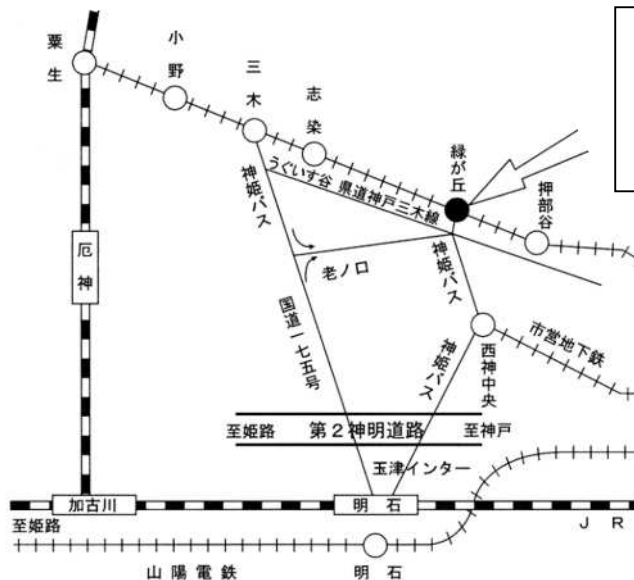 粟生
小野
三木
志染
緑が丘
押部谷
うぐいす谷 県道神戸三木線
神姫バス
厄神
老ノ口
神姫バス
国道一七五号
神姫バス
西神中央
市営地下鉄
至姫路 第2神明道路 至神戸
玉津インター
加古川
明石
至姫路
JR
山陽電鉄
明石